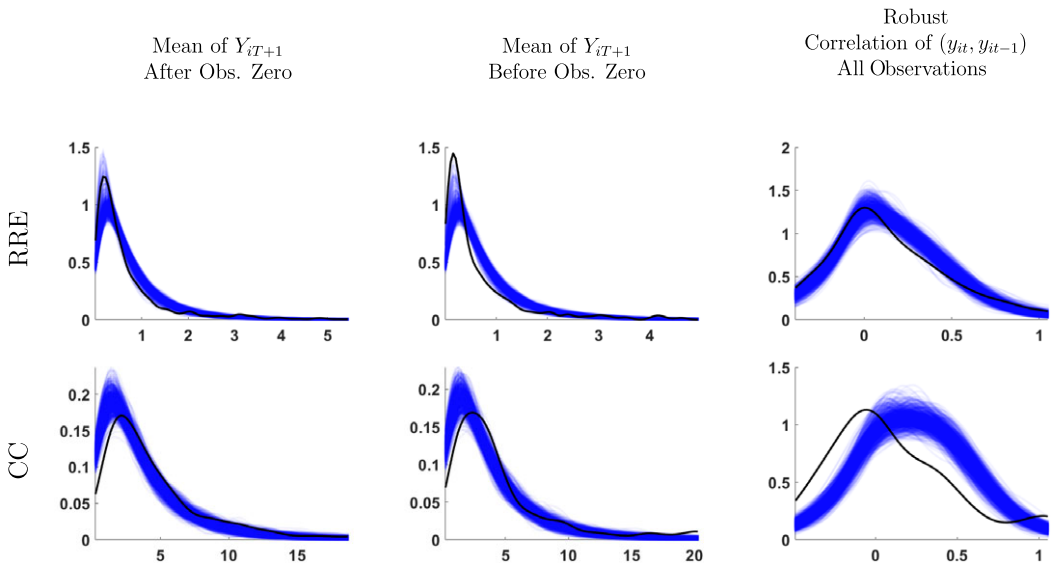 Mean of Y_{iT+1}
After Obs. Zero
Mean of Y_{iT+1}
Before Obs. Zero
Robust
Correlation of (y_{it}, y_{it−1})
All Observations
RRE
1.5
1
0.5
0
1 2 3 4 5
1.5
1
0.5
0
1 2 3 4
2
1.5
1
0.5
0
0 0.5 1
CC
0.2
0.15
0.1
0.05
0
5 10 15
0.2
0.15
0.1
0.05
0
5 10 15 20
1.5
1
0.5
0
0 0.5 1